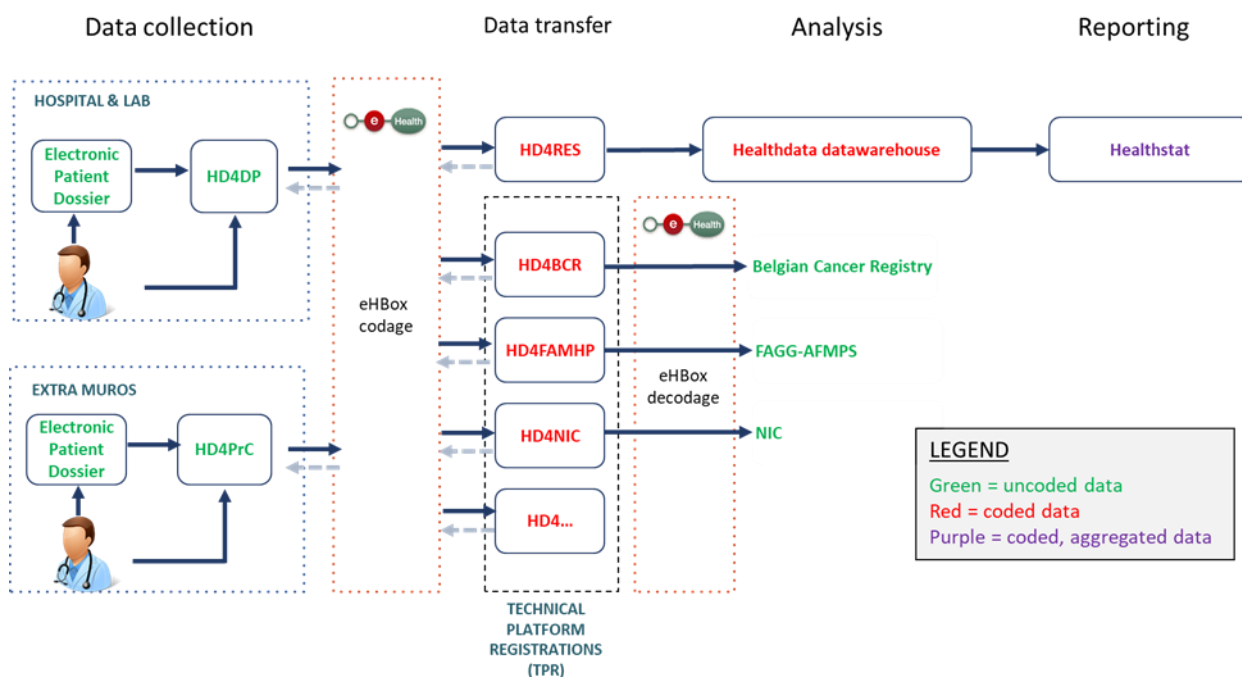 Data collection
Data transfer
Analysis
Reporting
HOSPITAL & LAB
Electronic
Patient
Dossier
HD4DP
e Health
HD4RES
Healthdata datawarehouse
Healthstat
e Health
HD4BCR
Belgian Cancer Registry
eHBox
codage
HD4FAMHP
FAGG-AFMPS
eHBox
decodage
EXTRA MUROS
Electronic
Patient
Dossier
HD4PrC
HD4NIC
NIC
HD4...
TECHNICAL
PLATFORM
REGISTRATIONS
(TPR)
LEGEND
Green = uncoded data
Red = coded data
Purple = coded, aggregated data